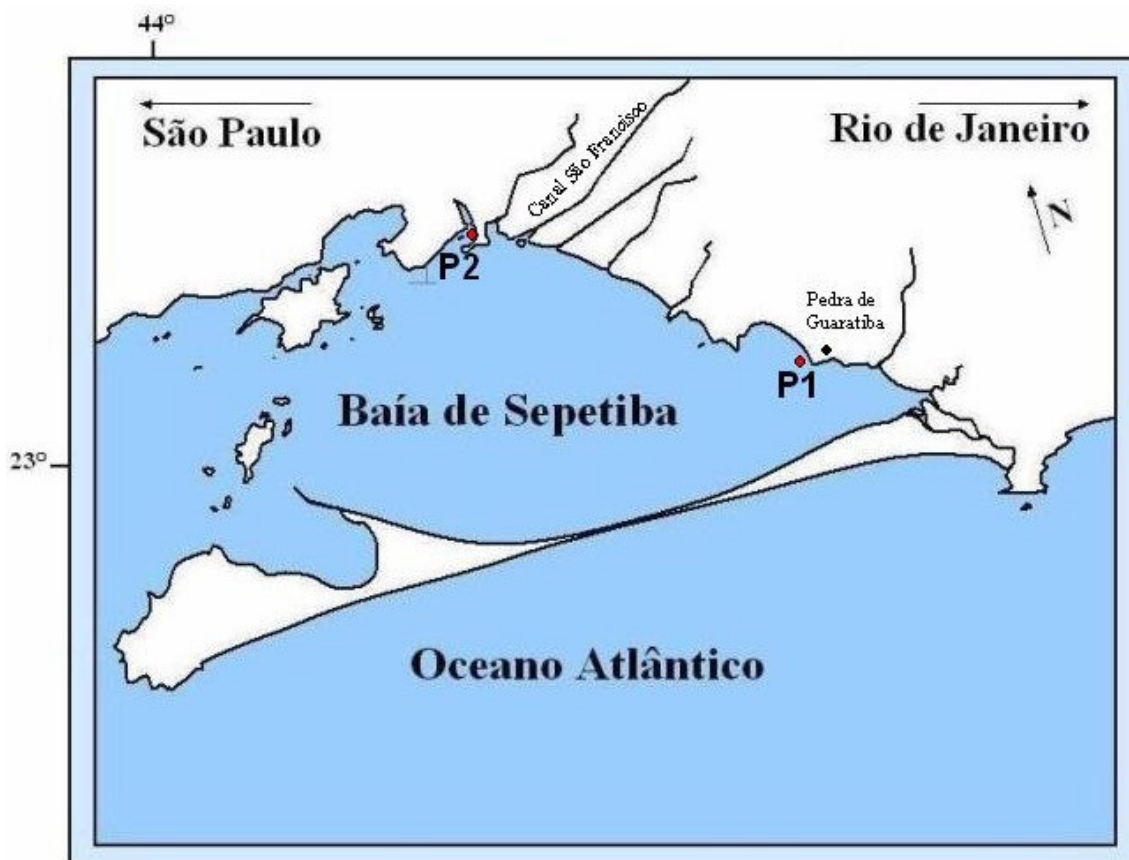 44°
São Paulo
Rio de Janeiro
Canal São Francisco
N
P2
Pedra de
Guaratiba
P1
Baía de Sepetiba
23°
Oceano Atlântico